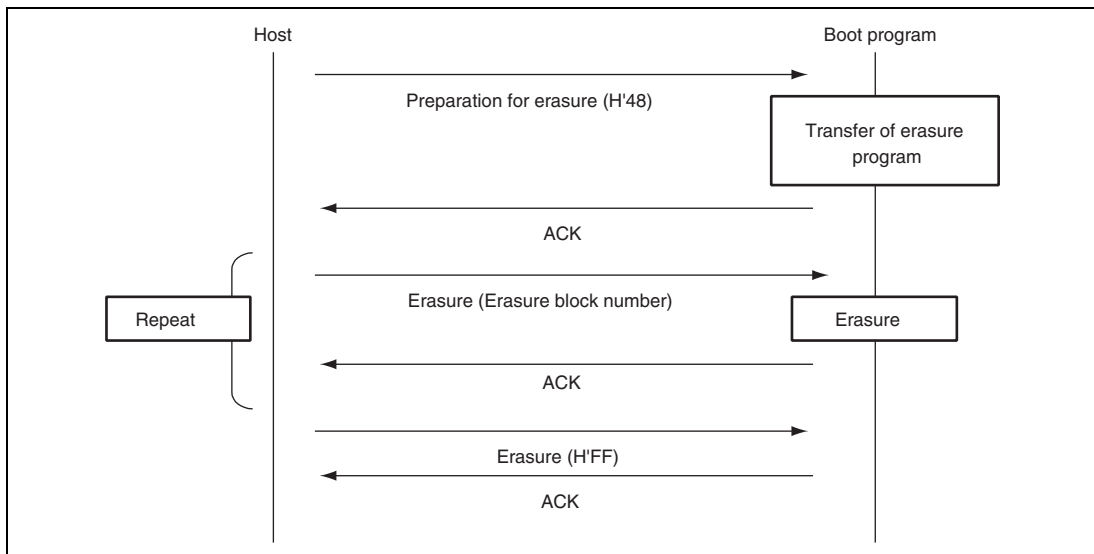 Host
Boot program
Preparation for erasure (H'48)
Transfer of erasure
program
ACK
Erasure (Erasure block number)
Repeat
Erasure
ACK
Erasure (H'FF)
ACK